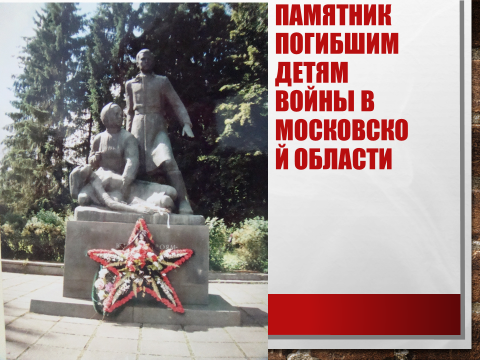 ПАМЯТНИК
ПОГИБШИМ
ДЕТЯМ
ВОЙНЫ В
МОСКОВСКО
Й ОБЛАСТИ